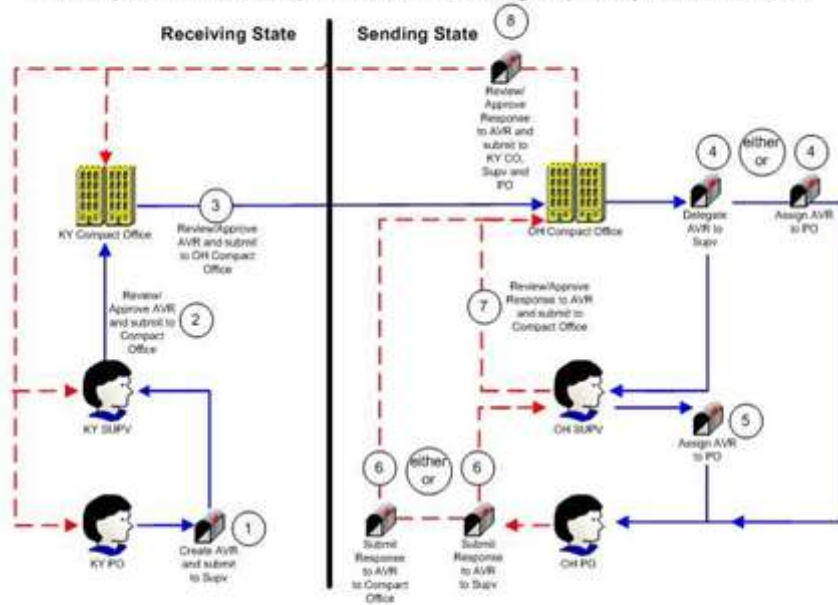 Receiving State
Sending State
8
Review/
Approve
Response
to AVR and
submit to
KY CO,
Supv and
PO
4
either
or
4
KY Compact Office
3
Review/Approve
AVR and submit
to OH Compact
Office
OH Compact Office
Delegate
AVR to
Supv
Assign AVR
to PO
Review/
Approve AVR
and submit to
Compact
Office
2
7
Review/Approve
Response to AVR
and submit to
Compact Office
KY SUPV
OH SUPV
5
Assign AVR
to PO
6
either
or
6
1
KY PO
Create AVR
and submit
to Supv
Submit
Response
to AVR
to Compact
Office
Submit
Response
to AVR
to Supv
OH PO